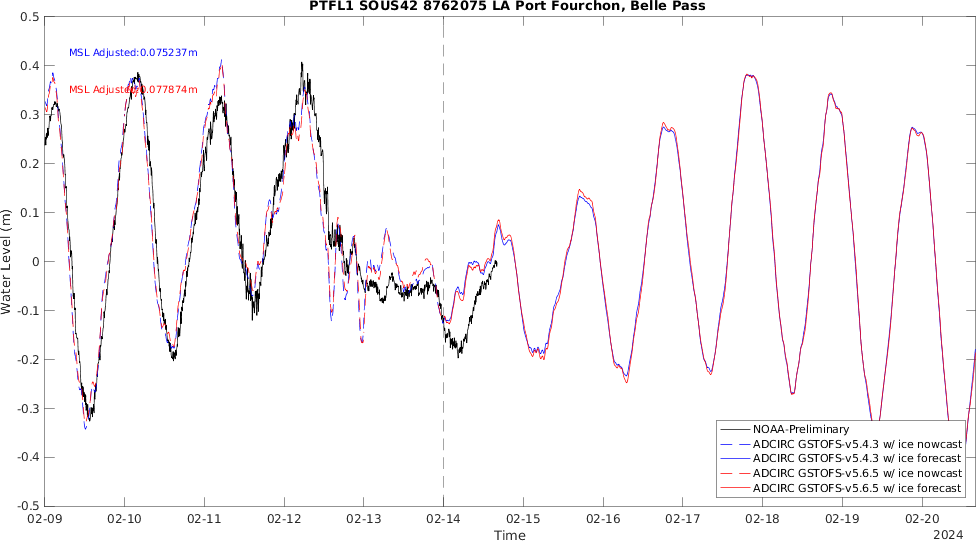 PTFL1 SOUS42 8762075 LA Port Fourchon, Belle Pass
0.5
0.4
0.3
0.2
0.1
0
-0.1
-0.2
-0.3
-0.4
-0.5
Water Level (m)
MSL Adjusted:0.075237m
MSL Adjusted:0.077874m
NOAA-Preliminary
ADCIRC GSTOFS-v5.4.3 w/ ice nowcast
ADCIRC GSTOFS-v5.4.3 w/ ice forecast
ADCIRC GSTOFS-v5.6.5 w/ ice nowcast
ADCIRC GSTOFS-v5.6.5 w/ ice forecast
02-09 02-10 02-11 02-12 02-13 02-14 02-15 02-16 02-17 02-18 02-19 02-20
Time
2024